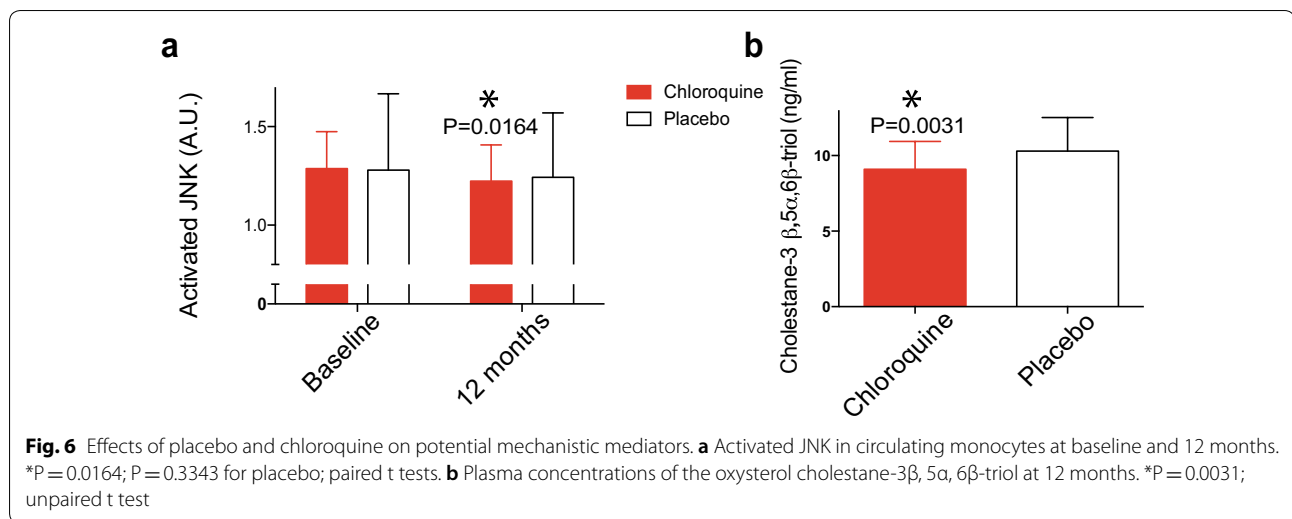 a
Activated JNK (A.U.)
1.5
1.0
0
*
P=0.0164
Baseline
12 months
Chloroquine
Placebo
b
Cholestane-3 β,5α,6β-triol (ng/ml)
10
5
0
*
P=0.0031
Chloroquine
Placebo
Fig. 6 Effects of placebo and chloroquine on potential mechanistic mediators. a Activated JNK in circulating monocytes at baseline and 12 months.
*P = 0.0164; P = 0.3343 for placebo; paired t tests. b Plasma concentrations of the oxysterol cholestane-3β, 5α, 6β-triol at 12 months. *P = 0.0031;
unpaired t test